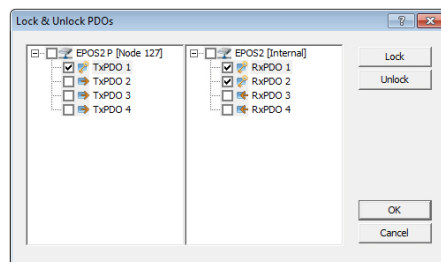 Lock & Unlock PDOs
EPOS2 P [Node 127]
TxPDO 1
TxPDO 2
TxPDO 3
TxPDO 4
EPOS2 [Internal]
RxPDO 1
RxPDO 2
RxPDO 3
RxPDO 4
Lock
Unlock
OK
Cancel